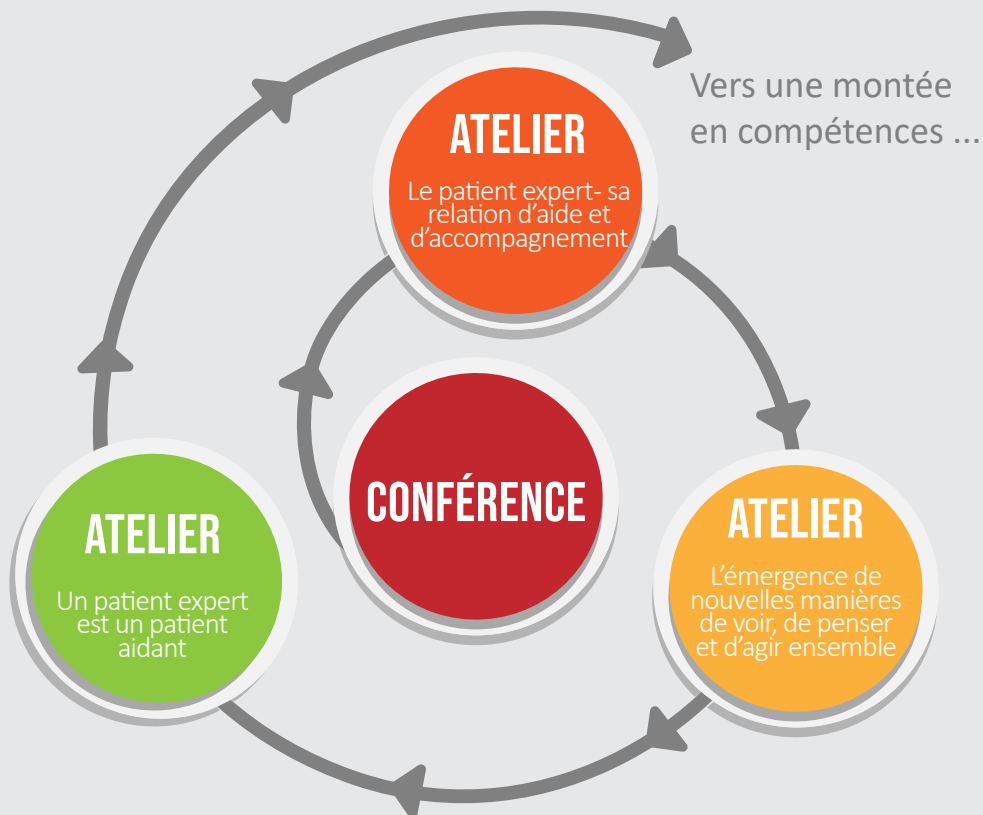 Vers une montée
en compétences ...
ATELIER
Le patient expert- sa
relation d’aide et
d’accompagnement
CONFÉRENCE
ATELIER
L’émergence de
nouvelles manières
de voir, de penser
et d’agir ensemble
ATELIER
Un patient expert
est un patient
aidant